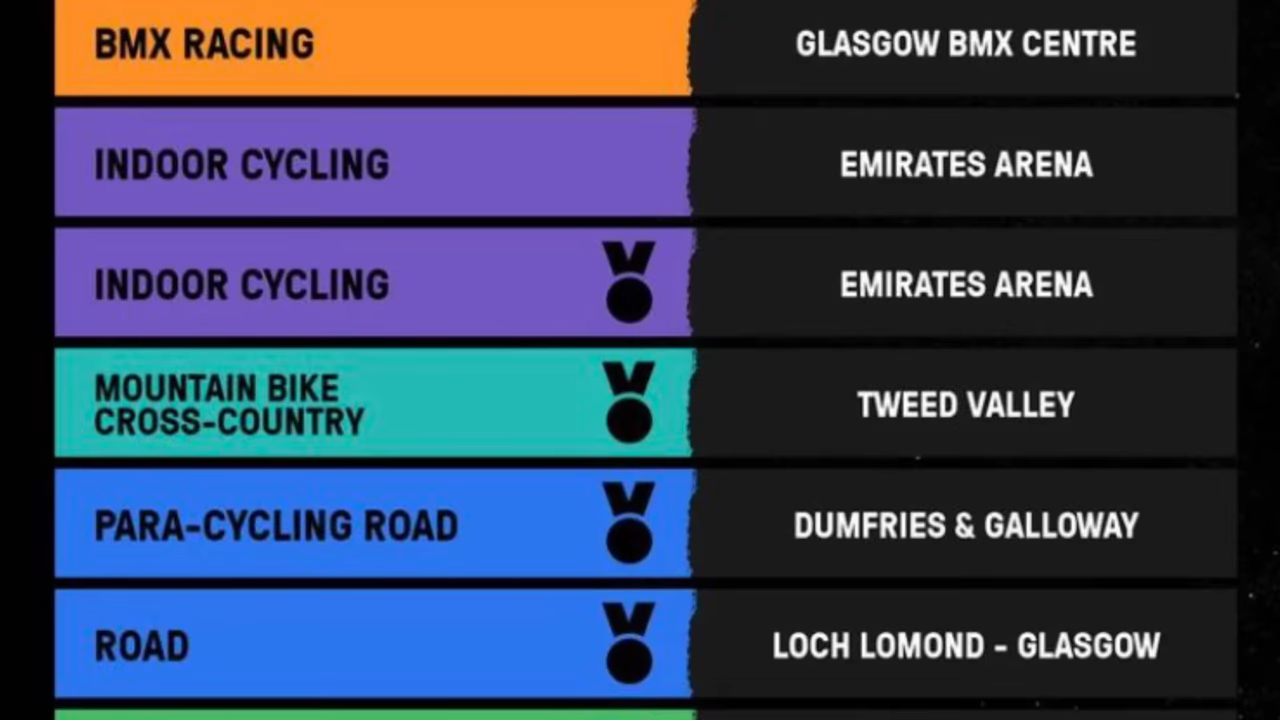 BMX RACING
GLASGOW BMX CENTRE
INDOOR CYCLING
EMIRATES ARENA
INDOOR CYCLING
EMIRATES ARENA
MOUNTAIN BIKE
CROSS-COUNTRY
TWEED VALLEY
PARA-CYCLING ROAD
DUMFRIES & GALLOWAY
ROAD
LOCH LOMOND - GLASGOW